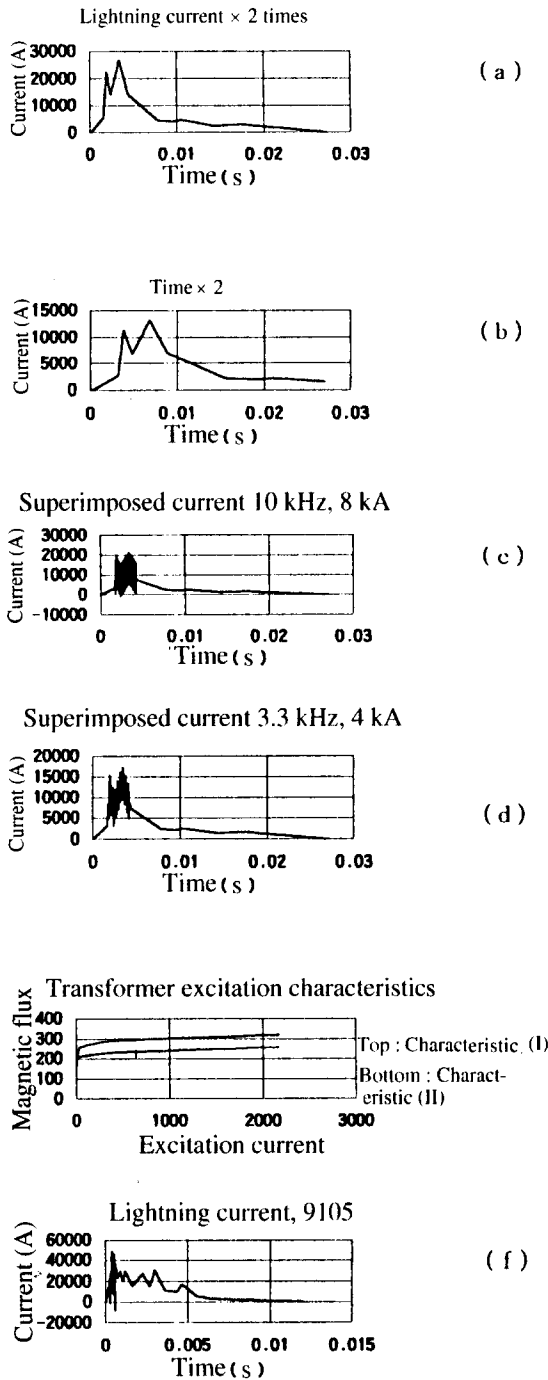 Lightning current × 2 times
Current (A)
30000
20000
10000
0
0 0.01 0.02 0.03
Time(s)
(a)
Time × 2
Current (A)
15000
10000
5000
0
0 0.01 0.02 0.03
Time(s)
(b)
Superimposed current 10 kHz, 8 kA
Current (A)
30000
20000
10000
0
-10000
0 0.01 0.02 0.03
Time(s)
(c)
Superimposed current 3.3 kHz, 4 kA
Current (A)
20000
15000
10000
5000
0
0 0.01 0.02 0.03
Time(s)
(d)
Transformer excitation characteristics
Magnetic flux
400
300
200
100
0
0 1000 2000 3000
Excitation current
Top : Characteristic (I)
Bottom : Charact-
eristic (II)
Lightning current, 9105
Current (A)
60000
40000
20000
0
-20000
0 0.005 0.01 0.015
Time(s)
(f)